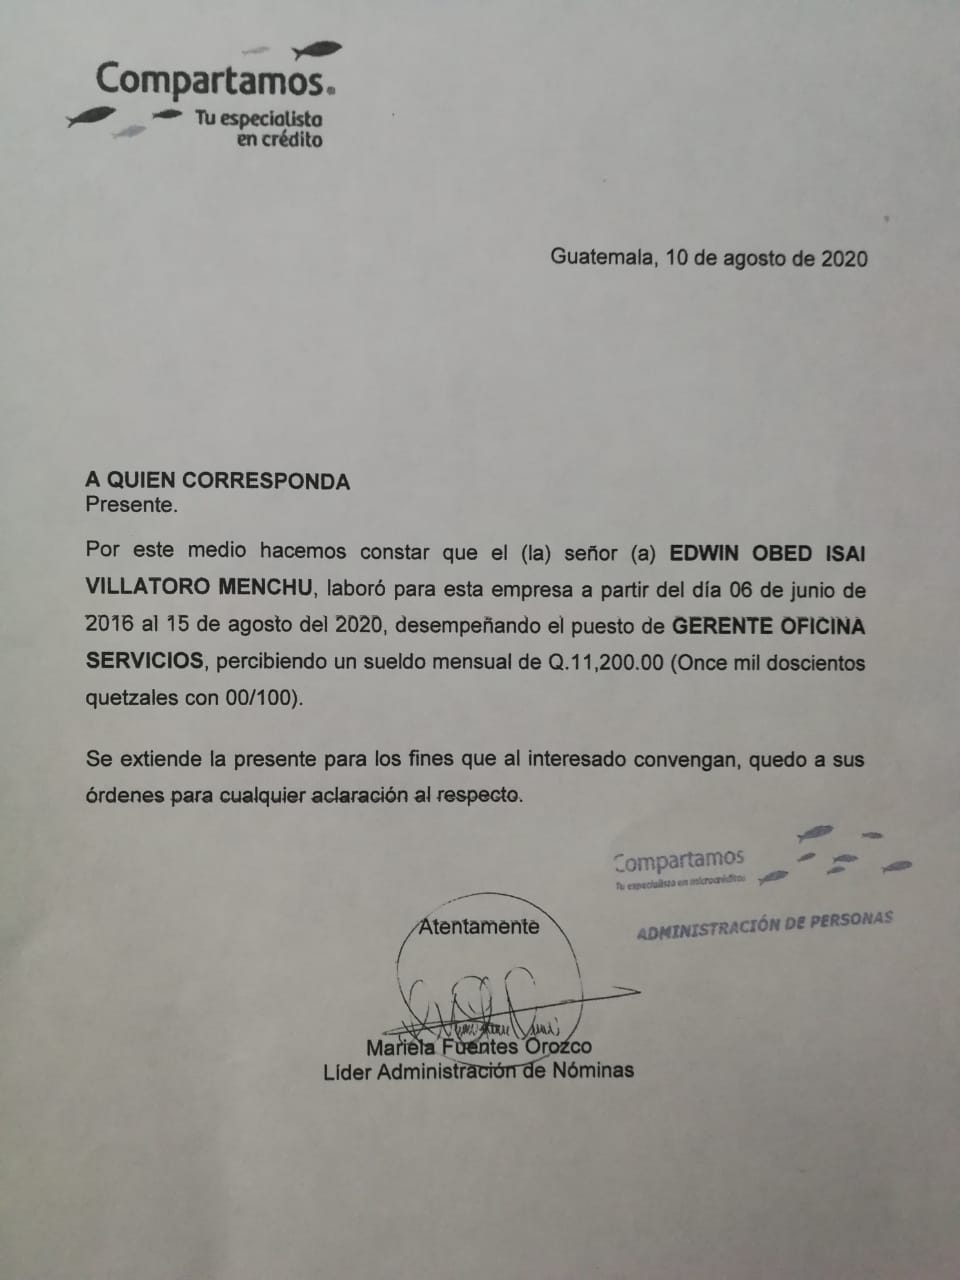 Compartamos.
Tu especialista
en crédito
Guatemala, 10 de agosto de 2020
A QUIEN CORRESPONDA
Presente.
Por este medio hacemos constar que el (la) señor (a) EDWIN OBED ISAI
VILLATORO MENCHU, laboró para esta empresa a partir del día 06 de junio de
2016 al 15 de agosto del 2020, desempeñando el puesto de GERENTE OFICINA
SERVICIOS, percibiendo un sueldo mensual de Q.11,200.00 (Once mil doscientos
quetzales con 00/100).
Se extiende la presente para los fines que al interesado convengan, quedo a sus
órdenes para cualquier aclaración al respecto.
Compartamos
Tu especialista en microcréditos
ADMINISTRACIÓN DE PERSONAS
Atentamente
Mariela Fuentes Orozco
Líder Administración de Nóminas